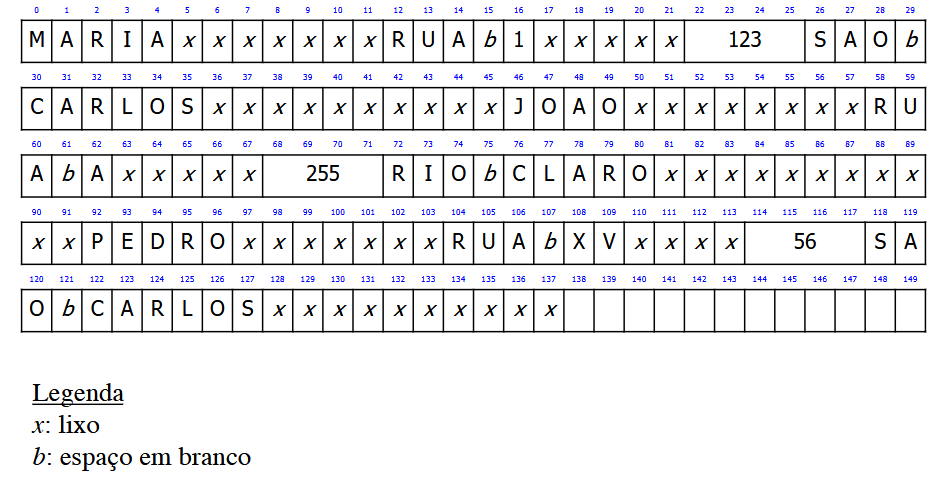 0 1 2 3 4 5 6 7 8 9 10 11 12 13 14 15 16 17 18 19 20 21 22 23 24 25 26 27 28 29
M A R I A x x x x x x x R U A b 1 x x x x x 123 S A O b
30 31 32 33 34 35 36 37 38 39 40 41 42 43 44 45 46 47 48 49 50 51 52 53 54 55 56 57 58 59
C A R L O S x x x x x x x x x x J O A O x x x x x x x x R U
60 61 62 63 64 65 66 67 68 69 70 71 72 73 74 75 76 77 78 79 80 81 82 83 84 85 86 87 88 89
A b A x x x x x 255 R I O b C L A R O x x x x x x x x x
90 91 92 93 94 95 96 97 98 99 100 101 102 103 104 105 106 107 108 109 110 111 112 113 114 115 116 117 118 119
x x P E D R O x x x x x x x R U A b X V x x x x 56 S A
120 121 122 123 124 125 126 127 128 129 130 131 132 133 134 135 136 137 138 139 140 141 142 143 144 145 146 147 148 149
O b C A R L O S x x x x x x x x x x
Legenda
x: lixo
b: espaço em branco